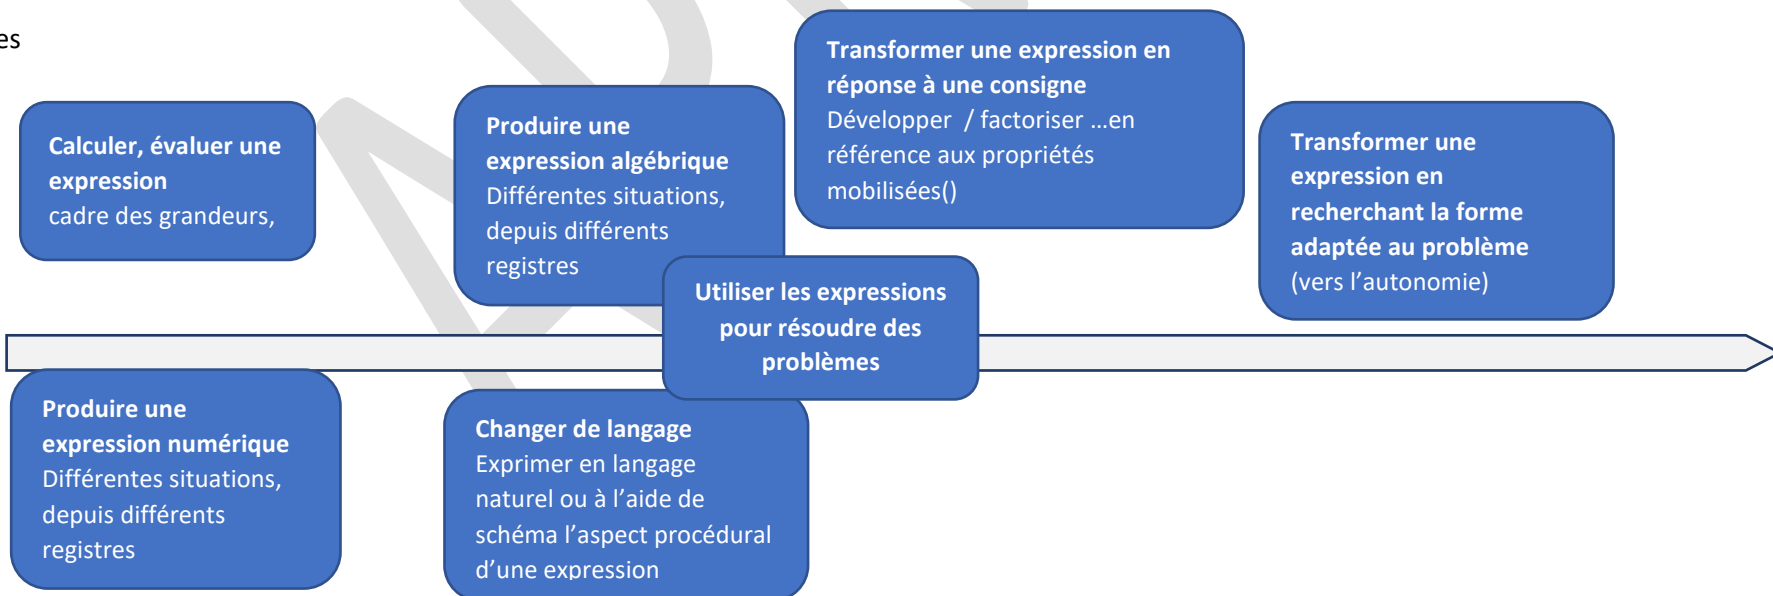 es
Calculer, évaluer une
expression
cadre des grandeurs,
Produire une
expression algébrique
Différentes situations,
depuis différents
registres
Transformer une expression en
réponse à une consigne
Développer / factoriser …en
référence aux propriétés
mobilisées()
Transformer une
expression en
recherchant la forme
adaptée au problème
(vers l’autonomie)
Utiliser les expressions
pour résoudre des
problèmes
Produire une
expression numérique
Différentes situations,
depuis différents
registres
Changer de langage
Exprimer en langage
naturel ou à l’aide de
schéma l’aspect procédural
d’une expression